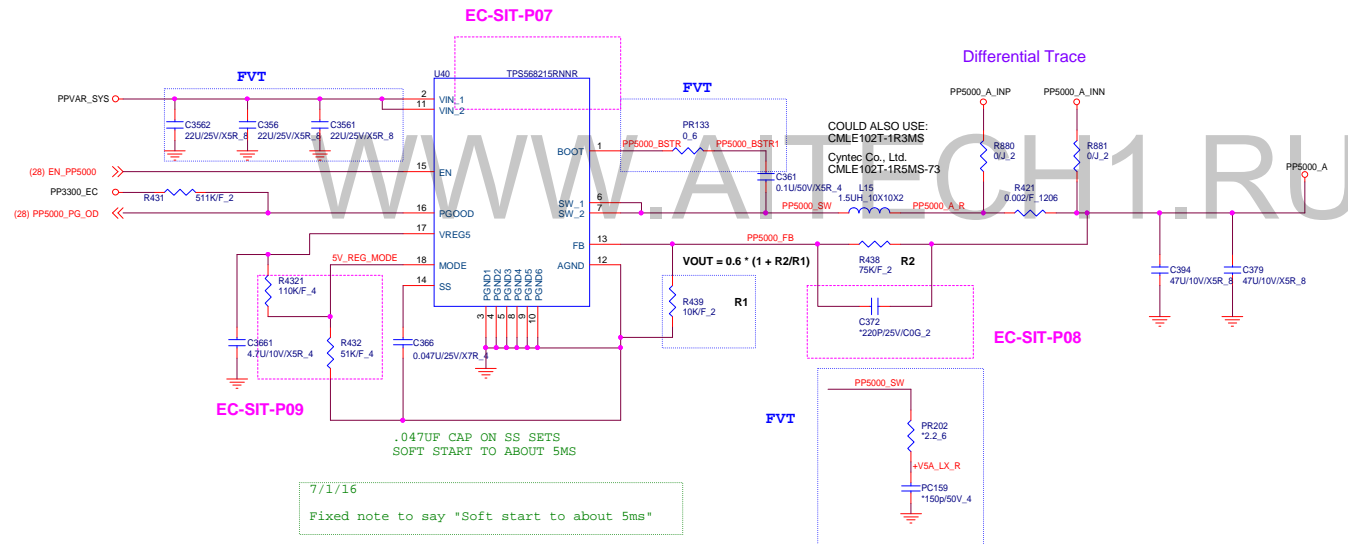 EC-SIT-P07
Differential Trace
FVT
U40
TPS568215RNNR
FVT
PPVAR_SYS
2
11
VIN_1
VIN_2
C3562
22U/25V/X5R_8
C356
22U/25V/X5R_8
C3561
22U/25V/X5R_8
PR133
0_6
PP5000_A_INP
PP5000_A_INN
COULD ALSO USE:
CMLE102T-1R3MS
Cyntec Co., Ltd.
CMLE102T-1R5MS-73
R880
0/J_2
R881
0/J_2
BOOT
1
PP5000_BSTR
PP5000_BSTR1
WWW.AITECH1.RU
PP5000_A
(28) EN_PP5000
15
EN
C361
0.1U/50V/X5R_4
PP3300_EC
R431
511K/F_2
L15
1.5UH_10X10X2
R421
0.002/F_1206
SW_1
SW_2
6
7
PP5000_SW
PP5000_A_R
(28) PP5000_PG_OD
16
PGOOD
17
VREG5
FB
13
PP5000_FB
5V_REG_MODE
18
MODE
AGND
12
VOUT = 0.6 * (1 + R2/R1)
R438
75K/F_2
R2
C394
47U/10V/X5R_8
C379
47U/10V/X5R_8
14
SS
R4321
110K/F_4
PGND1
PGND2
PGND3
PGND4
PGND5
PGND6
3
4
5
8
9
10
R439
10K/F_2
R1
C372
*220P/25V/C0G_2
EC-SIT-P08
C3661
4.7U/10V/X5R_4
R432
51K/F_4
C366
0.047U/25V/X7R_4
EC-SIT-P09
PP5000_SW
FVT
PR202
*2.2_6
.047UF CAP ON SS SETS
SOFT START TO ABOUT 5MS
+V5A_LX_R
PC159
*150p/50V_4
7/1/16
Fixed note to say "Soft start to about 5ms"